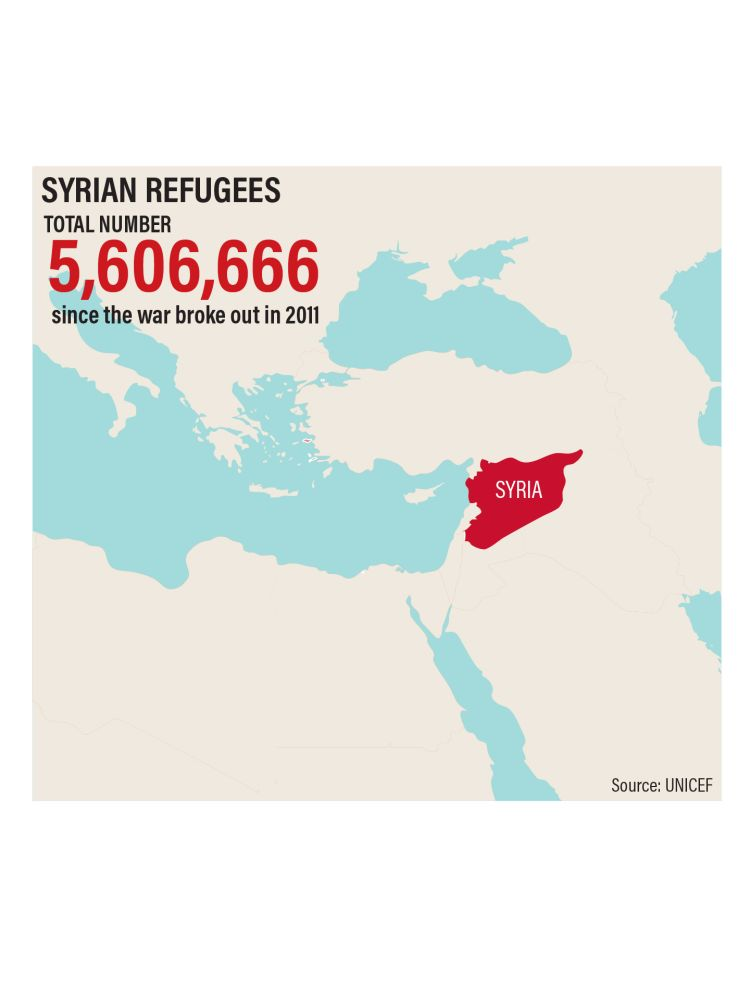 SYRIAN REFUGEES
TOTAL NUMBER
5,606,666
since the war broke out in 2011
SYRIA
Source: UNICEF